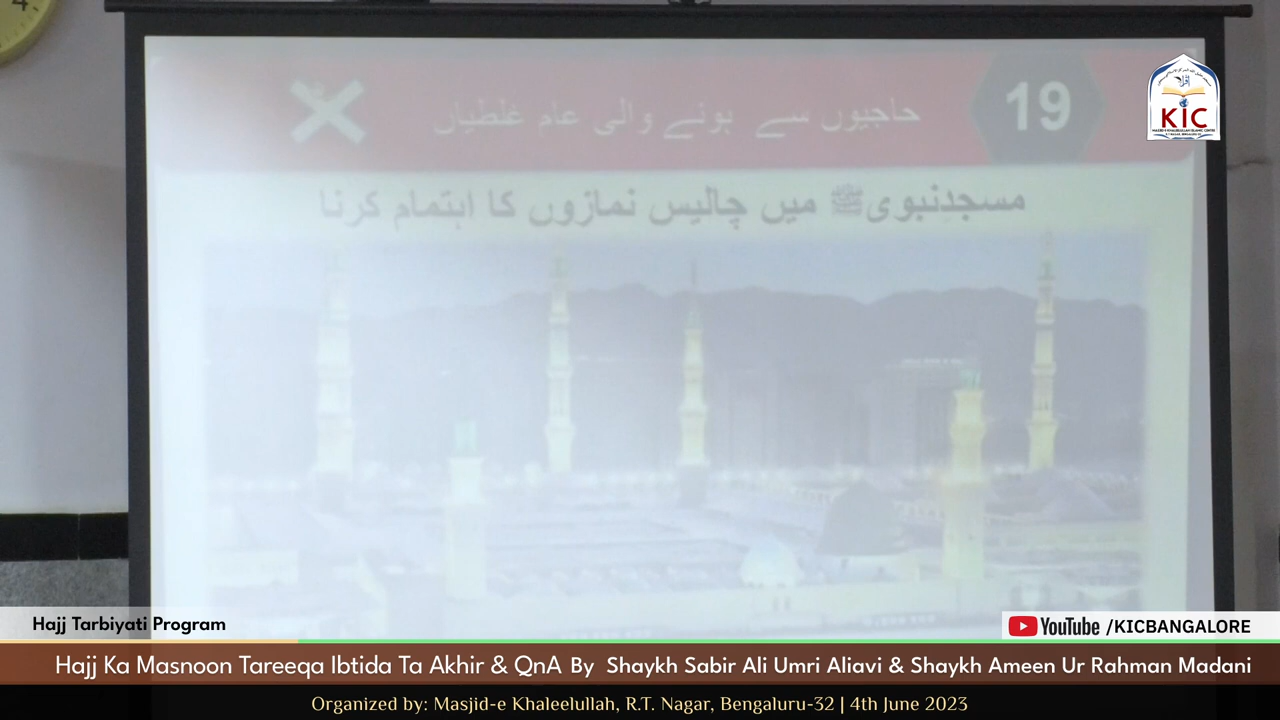 19
حاجیوں سے ہونے والی عام غلطیاں
مسجدِنبویﷺ میں چالیس نمازوں کا اہتمام کرنا
KIC
Hajj Tarbiyati Program
YouTube /KICBANGALORE
Hajj Ka Masnoon Tareeqa Ibtida Ta Akhir & QnA By Shaykh Sabir Ali Umri Aliavi & Shaykh Ameen Ur Rahman Madani
Organized by: Masjid-e Khaleelullah, R.T. Nagar, Bengaluru-32 | 4th June 2023